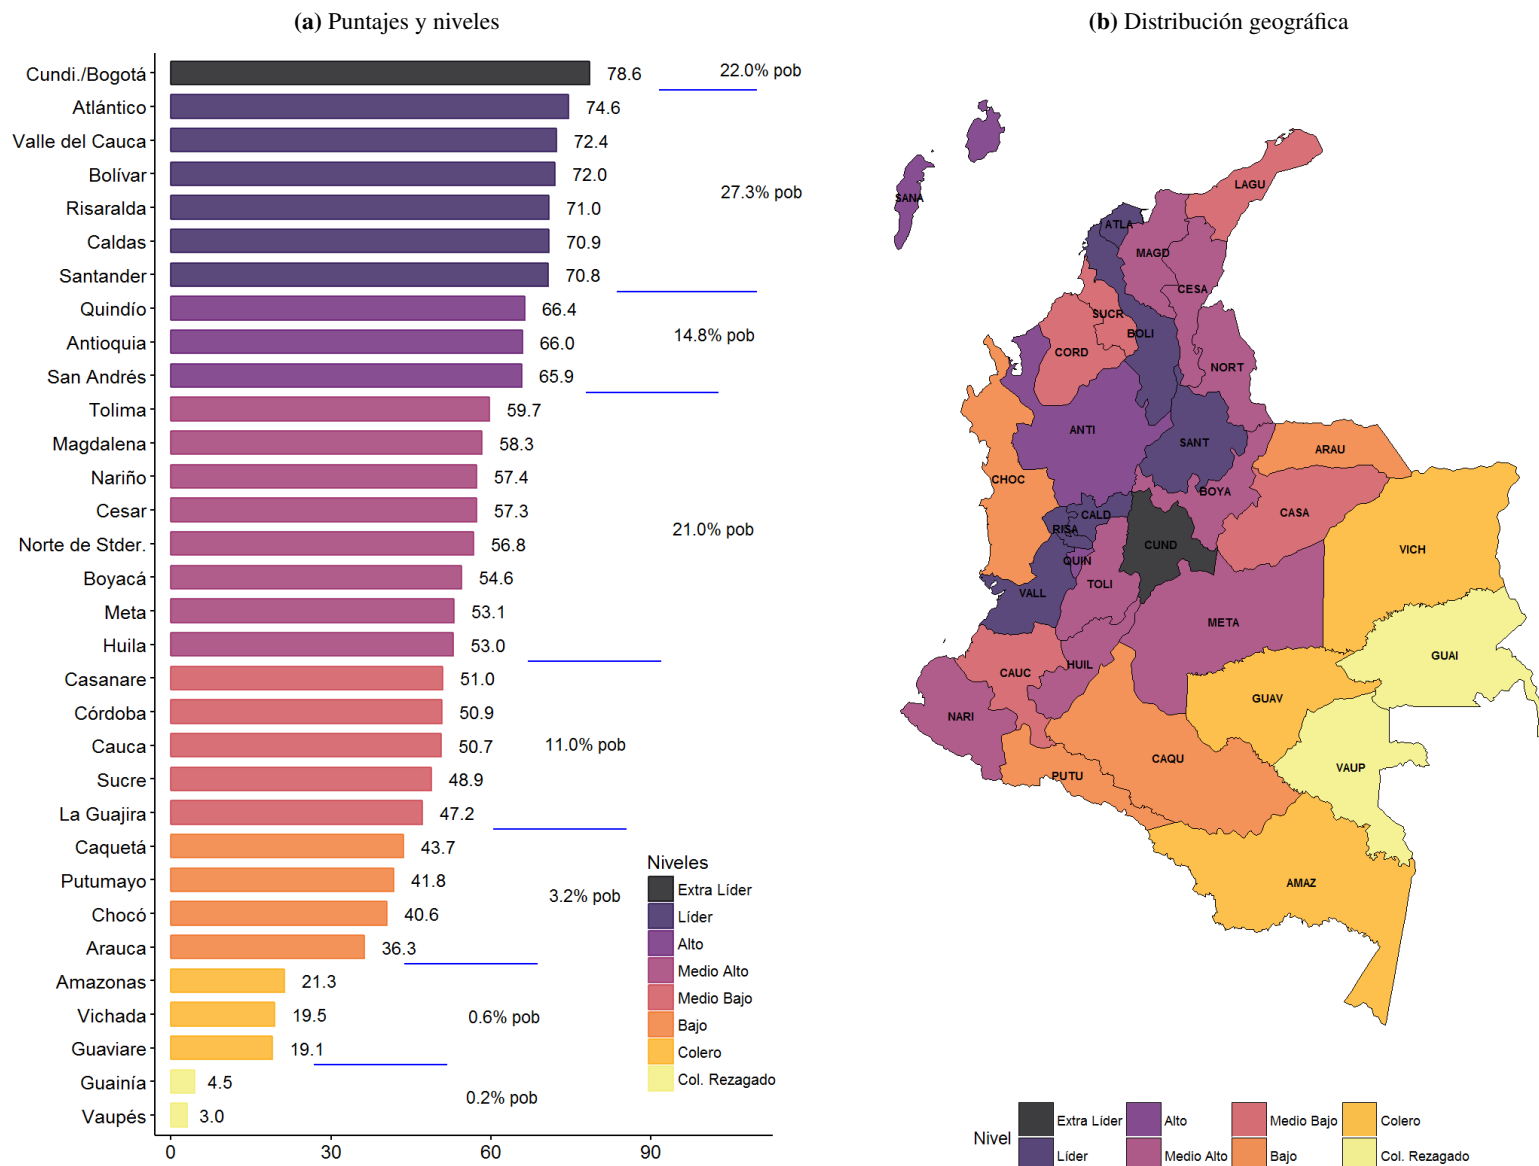 (a) Puntajes y niveles
Cundi./Bogotá 78.6 22.0% pob
Atlántico 74.6
Valle del Cauca 72.4
Bolívar 72.0
27.3% pob
Risaralda 71.0
Caldas 70.9
Santander 70.8
Quindío 66.4
Antioquia 66.0 14.8% pob
San Andrés 65.9
Tolima 59.7
Magdalena 58.3
Nariño 57.4
Cesar 57.3
21.0% pob
Norte de Stder. 56.8
Boyacá 54.6
Meta 53.1
Huila 53.0
Casanare 51.0
Córdoba 50.9
Cauca 50.7 11.0% pob
Sucre 48.9
La Guajira 47.2
Caquetá 43.7
Putumayo 41.8
3.2% pob
Chocó 40.6
Arauca 36.3
Amazonas 21.3
Vichada 19.5 0.6% pob
Guaviare 19.1
Guainía 4.5
0.2% pob
Vaupés 3.0
0 30 60 90
Niveles
Extra Líder
Líder
Alto
Medio Alto
Medio Bajo
Bajo
Colero
Col. Rezagado
(b) Distribución geográfica
LAGU
SANA
ATLA
MAGD
CESA
SUCR
BOLI
CORD
NORT
ANTI
SANT
ARAU
CHOC
BOYA
CASA
CALD
RISA
CUND
VICH
QUIN
TOLI
VALL
META
GUAI
HUIL
CAUC
GUAV
NARI
CAQU
VAUP
PUTU
AMAZ
Nivel
Extra Líder Alto Medio Bajo Colero
Líder Medio Alto Bajo Col. Rezagado